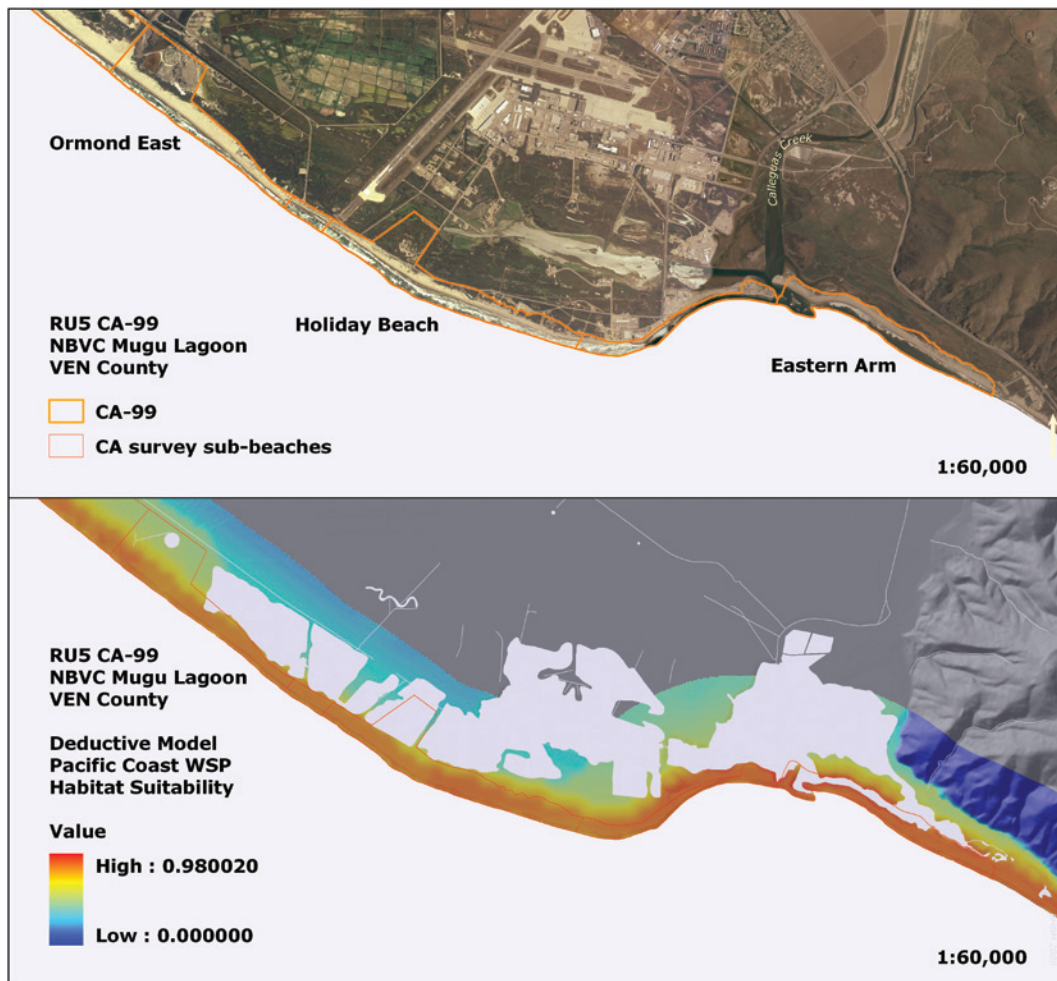 Ormond East
Calleguas Creek
Holiday Beach
Eastern Arm
RU5 CA-99
NBVC Mugu Lagoon
VEN County
CA-99
CA survey sub-beaches
1:60,000
RU5 CA-99
NBVC Mugu Lagoon
VEN County
Deductive Model
Pacific Coast WSP
Habitat Suitability
Value
High : 0.980020
Low : 0.000000
1:60,000